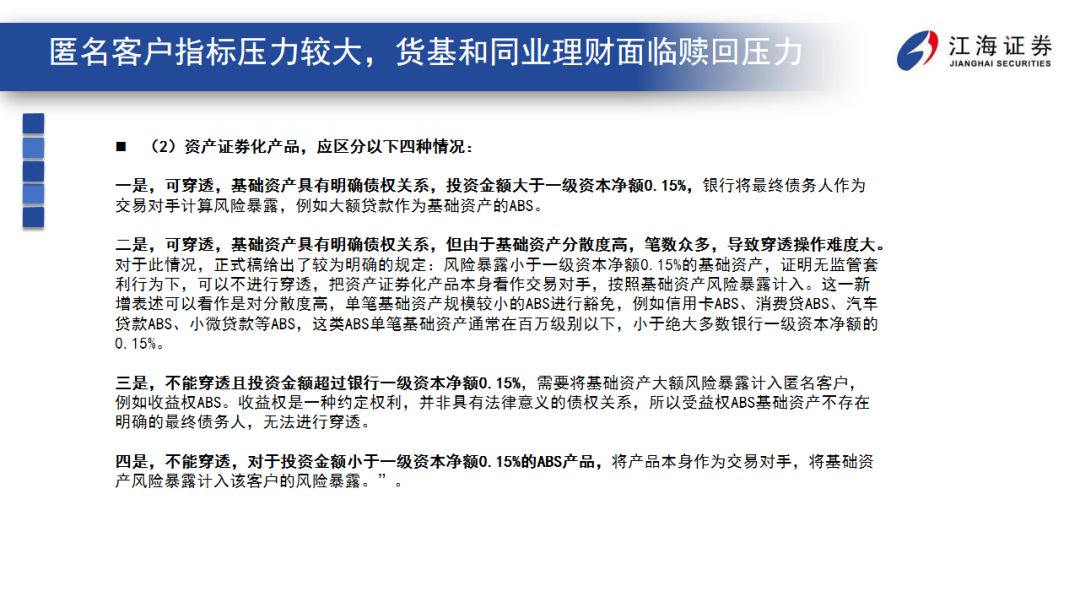 匿名客户指标压力较大，货基和同业理财面临赎回压力
江海证券
JIANGHAI SECURITIES
■ （2）资产证券化产品，应区分以下四种情况：
一是，可穿透，基础资产具有明确债权关系，投资金额大于一级资本净额0.15%，银行将最终债务人作为
交易对手计算风险暴露，例如大额贷款作为基础资产的ABS。
二是，可穿透，基础资产具有明确债权关系，但由于基础资产分散度高，笔数众多，导致穿透操作难度大。
对于此情况，正式稿给出了较为明确的规定：风险暴露小于一级资本净额0.15%的基础资产，证明无监管套
利行为下，可以不进行穿透，把资产证券化产品本身看作交易对手，按照基础资产风险暴露计入。这一新
增表述可以看作是对分散度高，单笔基础资产规模较小的ABS进行豁免，例如信用卡ABS、消费贷ABS、汽车
贷款ABS、小微贷款等ABS，这类ABS单笔基础资产通常在百万级别以下，小于绝大多数银行一级资本净额的
0.15%。
三是，不能穿透且投资金额超过银行一级资本净额0.15%，需要将基础资产大额风险暴露计入匿名客户，
例如收益权ABS。收益权是一种约定权利，并非具有法律意义的债权关系，所以受益权ABS基础资产不存在
明确的最终债务人，无法进行穿透。
四是，不能穿透，对于投资金额小于一级资本净额0.15%的ABS产品，将产品本身作为交易对手，将基础资
产风险暴露计入该客户的风险暴露。”。